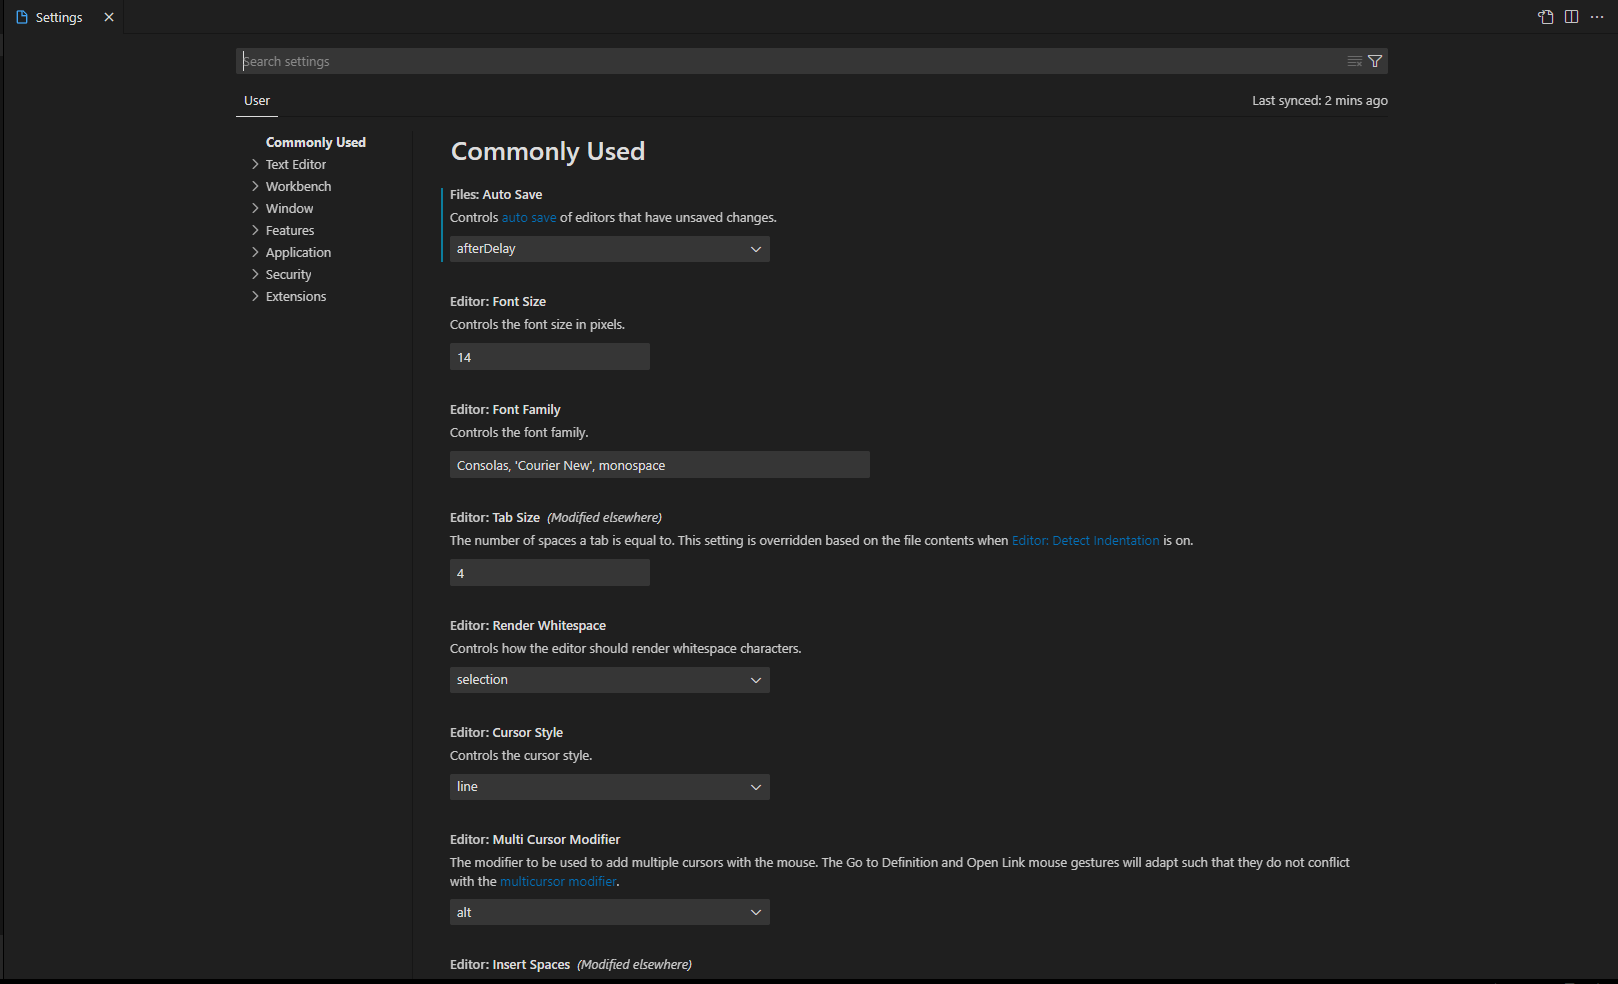 Settings
Search settings
User
Last synced: 2 mins ago
Commonly Used
Text Editor
Workbench
Window
Features
Application
Security
Extensions
Commonly Used
Files: Auto Save
Controls auto save of editors that have unsaved changes.
afterDelay
Editor: Font Size
Controls the font size in pixels.
14
Editor: Font Family
Controls the font family.
Consolas, 'Courier New', monospace
Editor: Tab Size (Modified elsewhere)
The number of spaces a tab is equal to. This setting is overridden based on the file contents when Editor: Detect Indentation is on.
4
Editor: Render Whitespace
Controls how the editor should render whitespace characters.
selection
Editor: Cursor Style
Controls the cursor style.
line
Editor: Multi Cursor Modifier
The modifier to be used to add multiple cursors with the mouse. The Go to Definition and Open Link mouse gestures will adapt such that they do not conflict
with the multicursor modifier.
alt
Editor: Insert Spaces (Modified elsewhere)